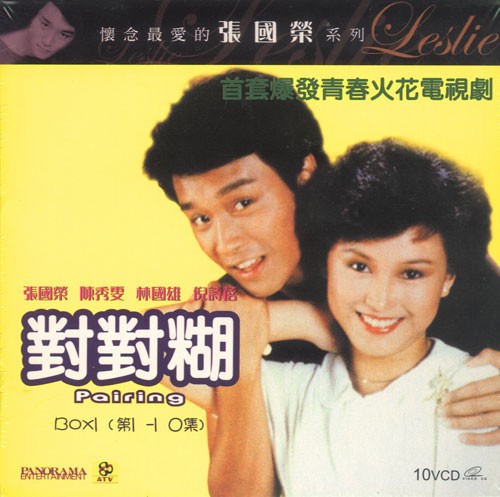 懷念最愛的張國榮系列 Leslie
首套爆發青春火花電視劇
張國榮 陳秀雯 林國雄 倪詩蓓
對對糊
Pairing
BOX1 (第1-10集)
PANORAMA
ENTERTAINMENT
ATV
10VCD
VIDEO CD